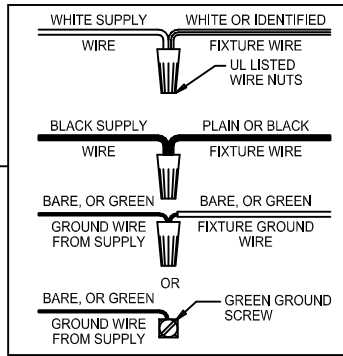 WHITE SUPPLY WHITE OR IDENTIFIED
WIRE FIXTURE WIRE
UL LISTED
WIRE NUTS
BLACK SUPPLY PLAIN OR BLACK
WIRE FIXTURE WIRE
BARE, OR GREEN BARE, OR GREEN
GROUND WIRE FIXTURE GROUND
FROM SUPPLY WIRE
OR
BARE, OR GREEN GREEN GROUND
SCREW
GROUND WIRE
FROM SUPPLY